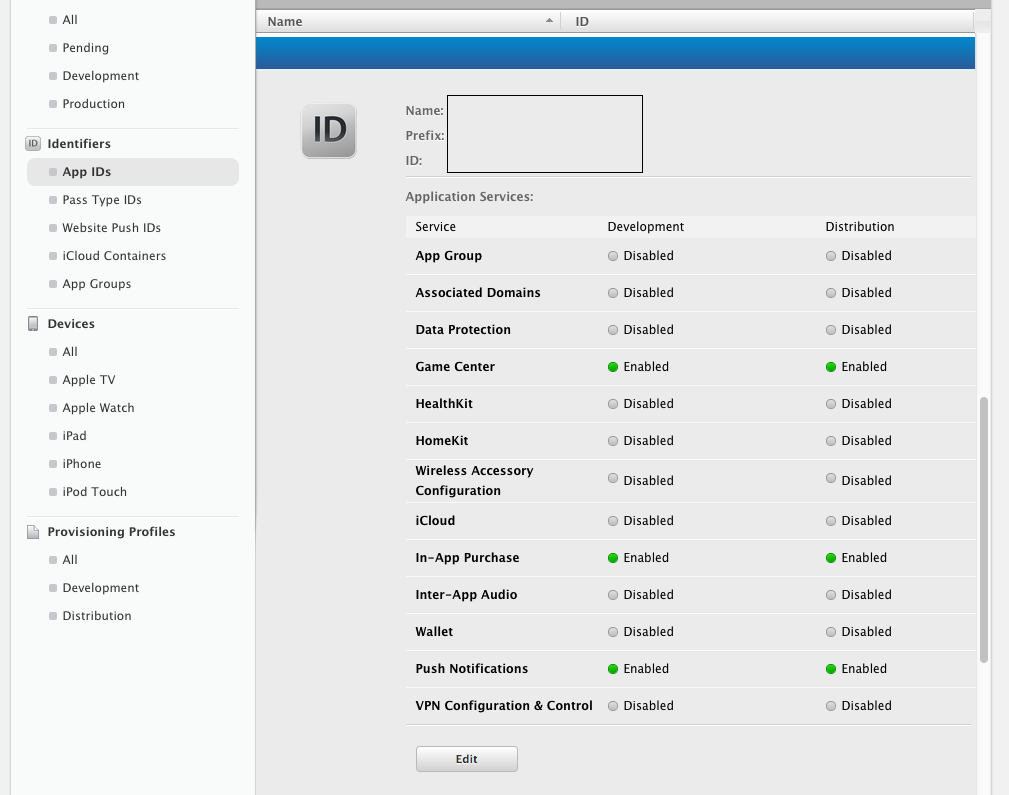 All
Pending
Development
Production
ID Identifiers
App IDs
Pass Type IDs
Website Push IDs
iCloud Containers
App Groups
Devices
All
Apple TV
Apple Watch
iPad
iPhone
iPod Touch
Provisioning Profiles
All
Development
Distribution
Name ID
ID
Name:
Prefix:
ID:
Application Services:
Service Development Distribution
App Group Disabled Disabled
Associated Domains Disabled Disabled
Data Protection Disabled Disabled
Game Center Enabled Enabled
HealthKit Disabled Disabled
HomeKit Disabled Disabled
Wireless Accessory
Configuration Disabled Disabled
iCloud Disabled Disabled
In-App Purchase Enabled Enabled
Inter-App Audio Disabled Disabled
Wallet Disabled Disabled
Push Notifications Enabled Enabled
VPN Configuration & Control Disabled Disabled
Edit